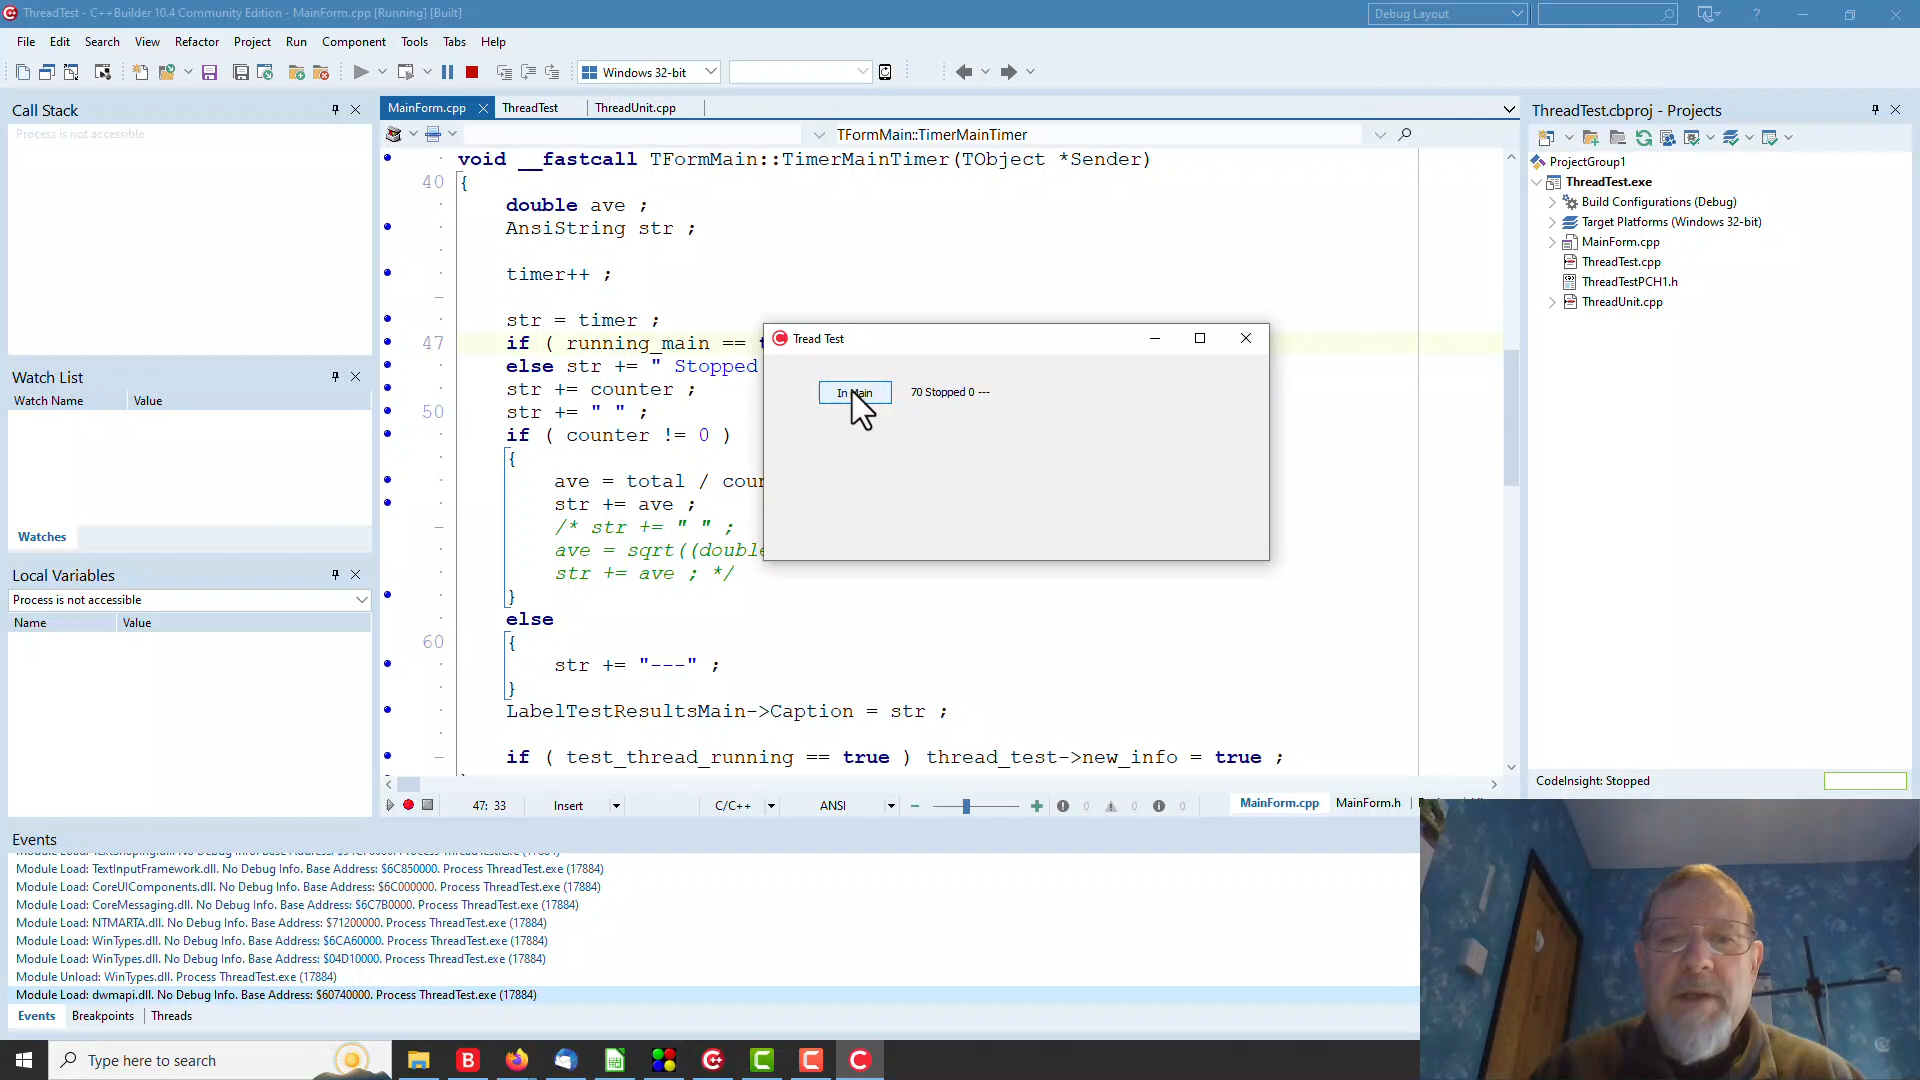 ThreadTest - C++Builder 10.4 Community Edition - MainForm.cpp [Running] [Built]
Debug Layout
File Edit Search View Refactor Project Run Component Tools Tabs Help
Windows 32-bit
Call Stack
Process is not accessible
Watch List
Watch Name Value
Watches
Local Variables
Process is not accessible
Name Value
MainForm.cpp ThreadTest ThreadUnit.cpp
TFormMain::TimerMainTimer
void __fastcall TFormMain::TimerMainTimer(TObject *Sender)
40 {
double ave ;
AnsiString str ;
timer++ ;
str = timer ;
47 if ( running_main ==
else str += " Stopped
str += counter ;
50 str += " " ;
if ( counter != 0 )
{
ave = total / coun
str += ave ;
/* str += " " ;
ave = sqrt((double
str += ave ; */
}
else
60 {
str += "---" ;
}
LabelTestResultsMain->Caption = str ;
if ( test_thread_running == true ) thread_test->new_info = true ;
Tread Test
70 Stopped 0 ---
47: 33 Insert C/C++ ANSI 0 0 0 MainForm.cpp MainForm.h
ThreadTest.cbproj - Projects
ProjectGroup1
ThreadTest.exe
Build Configurations (Debug)
Target Platforms (Windows 32-bit)
MainForm.cpp
ThreadTest.cpp
ThreadTestPCH1.h
ThreadUnit.cpp
CodeInsight: Stopped
Events
Module Load: TextInputFramework.dll. No Debug Info. Base Address: $6C850000. Process ThreadTest.exe (17884)
Module Load: CoreUIComponents.dll. No Debug Info. Base Address: $6C000000. Process ThreadTest.exe (17884)
Module Load: CoreMessaging.dll. No Debug Info. Base Address: $6C7B0000. Process ThreadTest.exe (17884)
Module Load: NTMARTA.dll. No Debug Info. Base Address: $71200000. Process ThreadTest.exe (17884)
Module Load: WinTypes.dll. No Debug Info. Base Address: $6CA60000. Process ThreadTest.exe (17884)
Module Load: WinTypes.dll. No Debug Info. Base Address: $04D10000. Process ThreadTest.exe (17884)
Module Unload: WinTypes.dll. Process ThreadTest.exe (17884)
Module Load: dwmapi.dll. No Debug Info. Base Address: $60740000. Process ThreadTest.exe (17884)
Events Breakpoints Threads
Type here to search